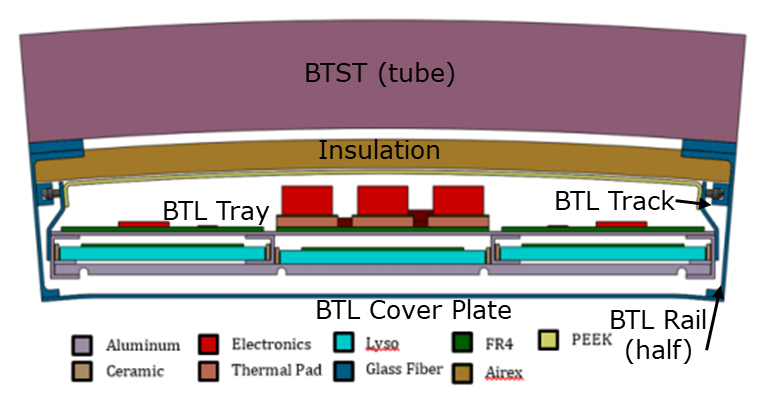 BTST (tube)
Insulation
BTL Track
BTL Tray
BTL Cover Plate
BTL Rail
(half)
Aluminum Electronics Lyso FR4 PEEK
Ceramic Thermal Pad Glass Fiber Airex